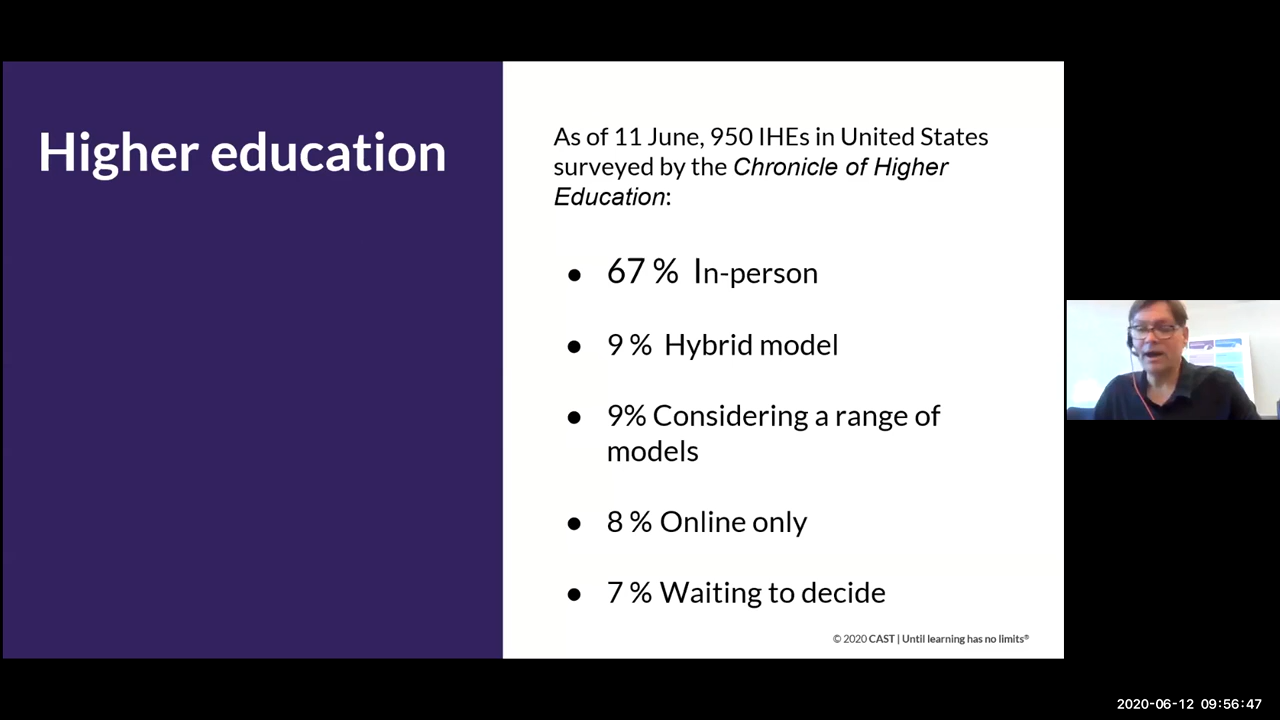 Higher education
As of 11 June, 950 IHEs in United States
surveyed by the Chronicle of Higher
Education:
● 67 % In-person
● 9 % Hybrid model
● 9% Considering a range of
models
● 8 % Online only
● 7 % Waiting to decide
© 2020 CAST | Until learning has no limits®
2020-06-12 09:56:47